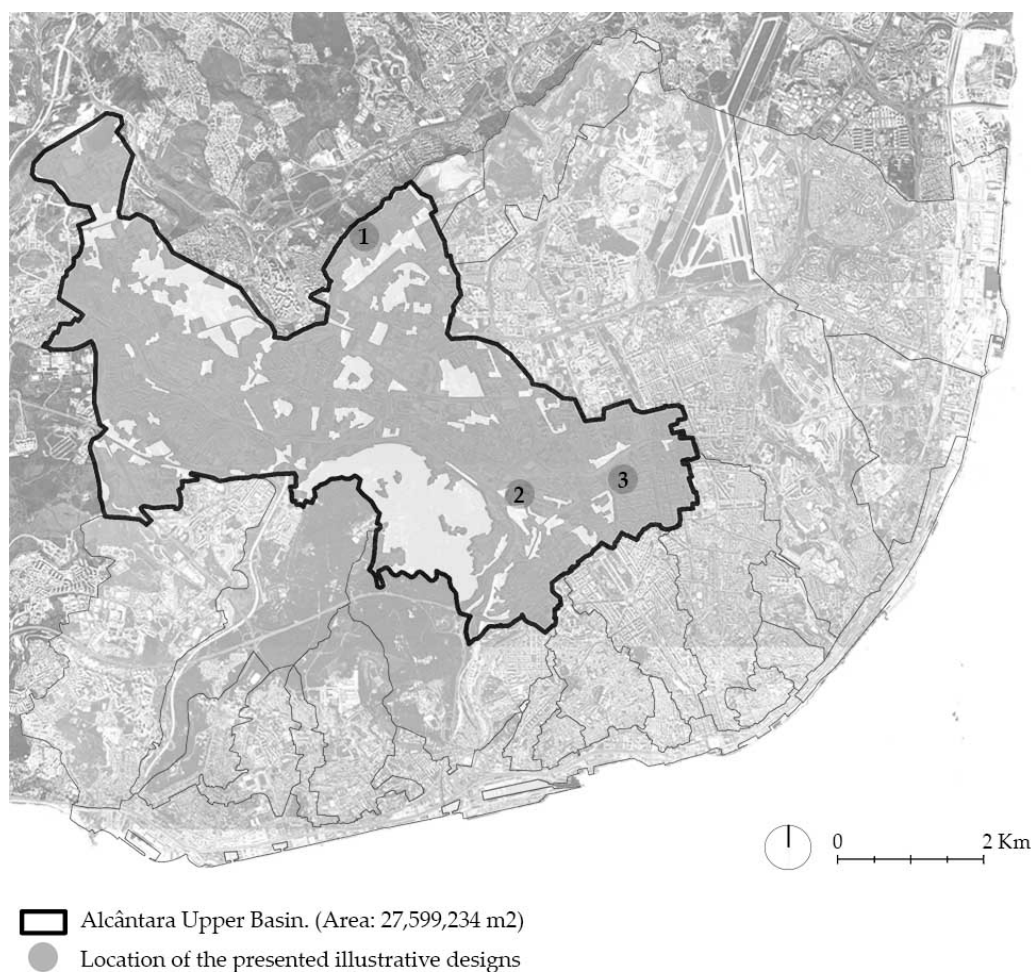 1
2
3
0 2 Km
Alcântara Upper Basin. (Area: 27,599,234 m2)
Location of the presented illustrative designs